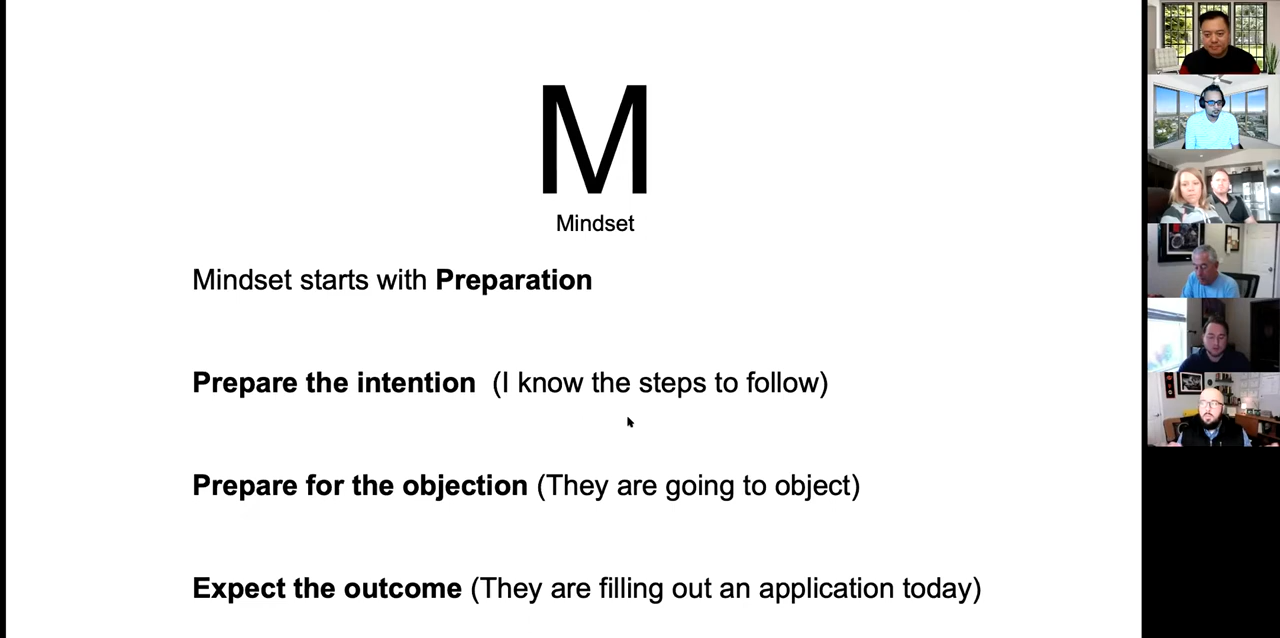 M
Mindset
Mindset starts with Preparation
Prepare the intention (I know the steps to follow)
Prepare for the objection (They are going to object)
Expect the outcome (They are filling out an application today)